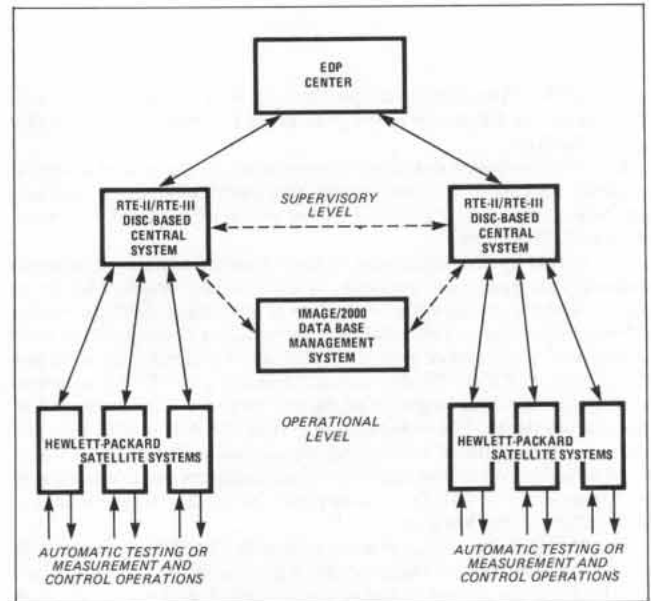 EDP
CENTER
RTE-II/RTE-III
DISC-BASED
CENTRAL
SYSTEM
SUPERVISORY
LEVEL
RTE-II/RTE-III
DISC-BASED
CENTRAL
SYSTEM
IMAGE/2000
DATA BASE
MANAGEMENT
SYSTEM
OPERATIONAL
LEVEL
HEWLETT-PACKARD
SATELLITE SYSTEMS
HEWLETT-PACKARD
SATELLITE SYSTEMS
AUTOMATIC TESTING OR
MEASUREMENT AND
CONTROL OPERATIONS
AUTOMATIC TESTING OR
MEASUREMENT AND
CONTROL OPERATIONS